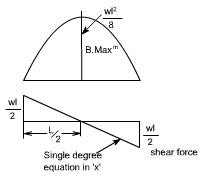 wl²
8
B.Maxᵐ
wl
2
L/2
wl
2
Single degree
equation in 'x'
shear force